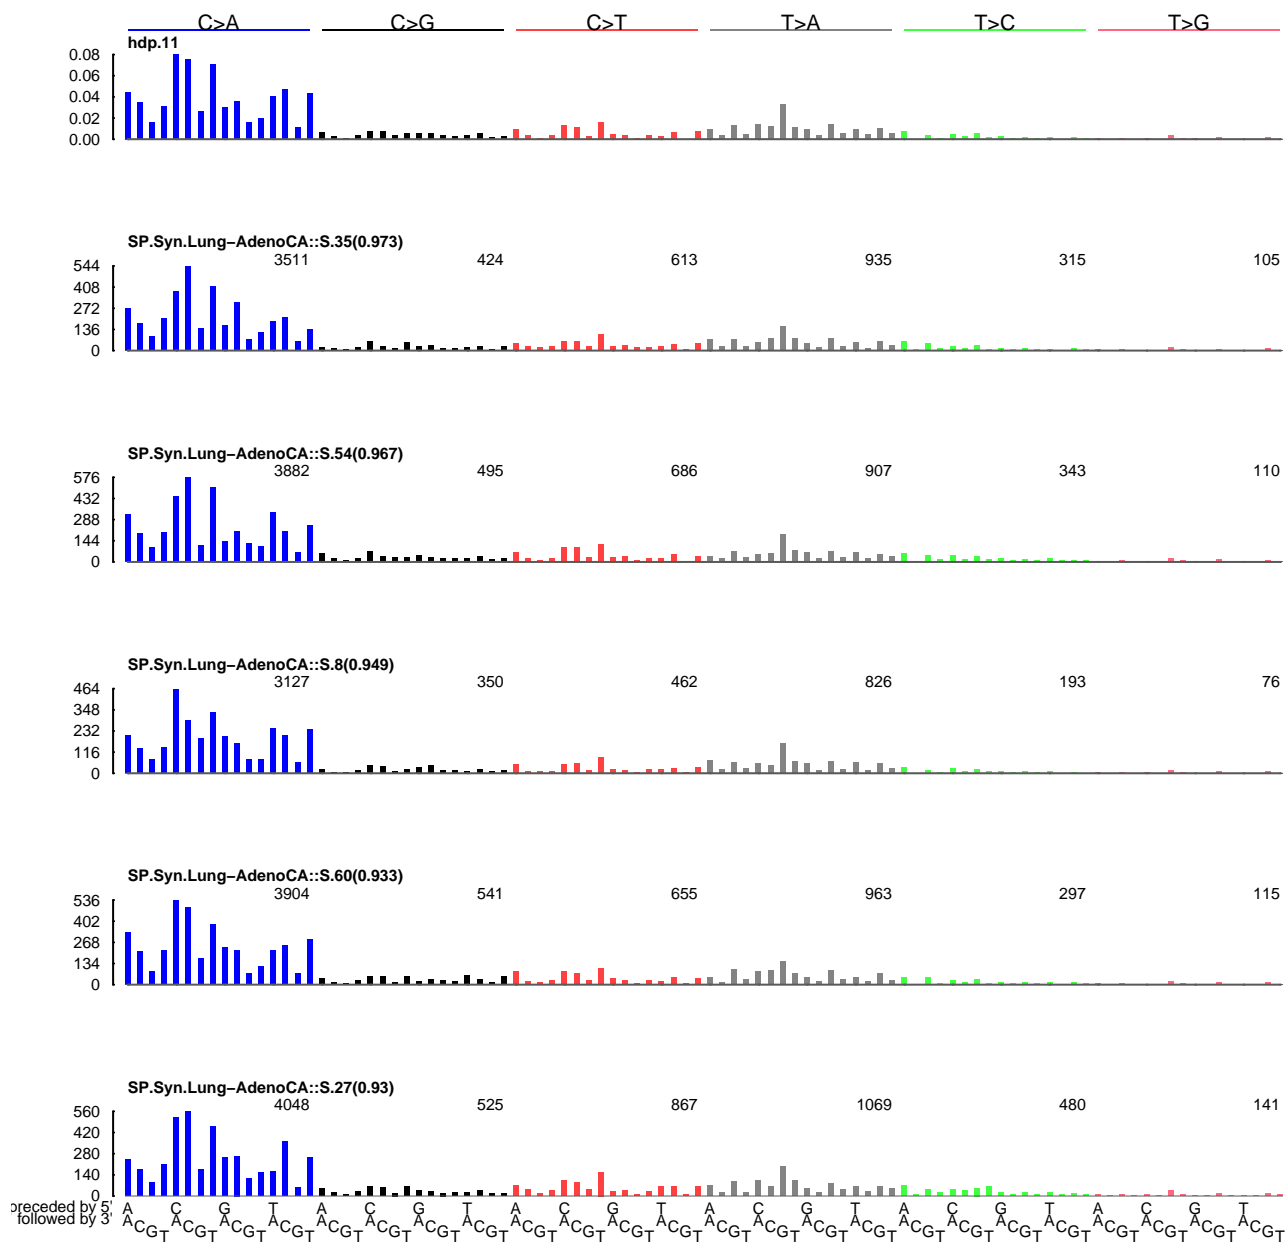 C>A C>G C>T T>A T>C T>G
hdp.11
0.08
0.06
0.04
0.02
0.00
SP.Syn.Lung−AdenoCA::S.35(0.973)
3511 424 613 935 315 105
544
408
272
136
0
SP.Syn.Lung−AdenoCA::S.54(0.967)
3882 495 686 907 343 110
576
432
288
144
0
SP.Syn.Lung−AdenoCA::S.8(0.949)
3127 350 462 826 193 76
464
348
232
116
0
SP.Syn.Lung−AdenoCA::S.60(0.933)
3904 541 655 963 297 115
536
402
268
134
0
SP.Syn.Lung−AdenoCA::S.27(0.93)
4048 525 867 1069 480 141
560
420
280
140
0
preceded by 5' A C G T A C G T A C G T A C G T A C G T A C G T
followed by 3' A C G T A C G T A C G T A C G T A C G T A C G T A C G T A C G T A C G T A C G T A C G T A C G T A C G T A C G T A C G T A C G T A C G T A C G T A C G T A C G T A C G T A C G T A C G T A C G T